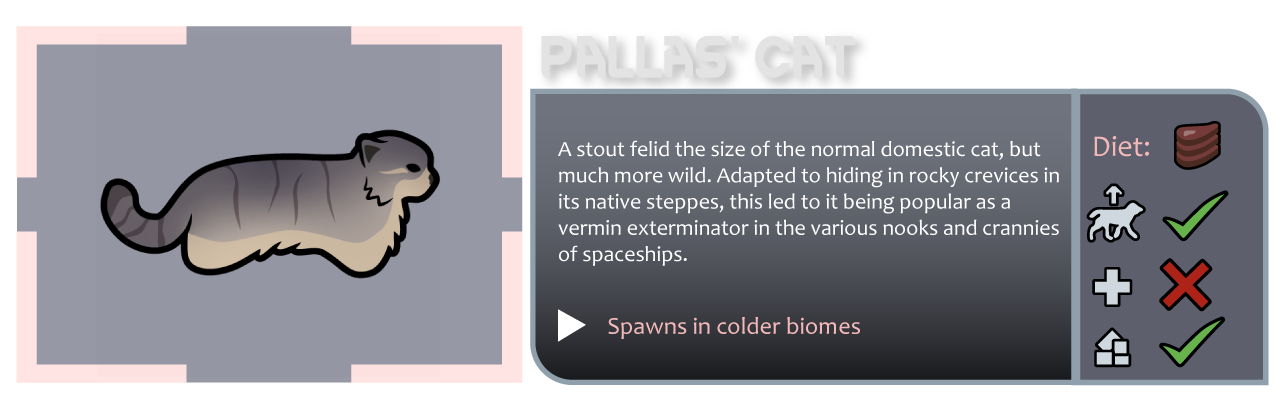 PALLAS' CAT
A stout felid the size of the normal domestic cat, but
much more wild. Adapted to hiding in rocky crevices in
its native steppes, this led to it being popular as a
vermin exterminator in the various nooks and crannies
of spaceships.
Spawns in colder biomes
Diet: